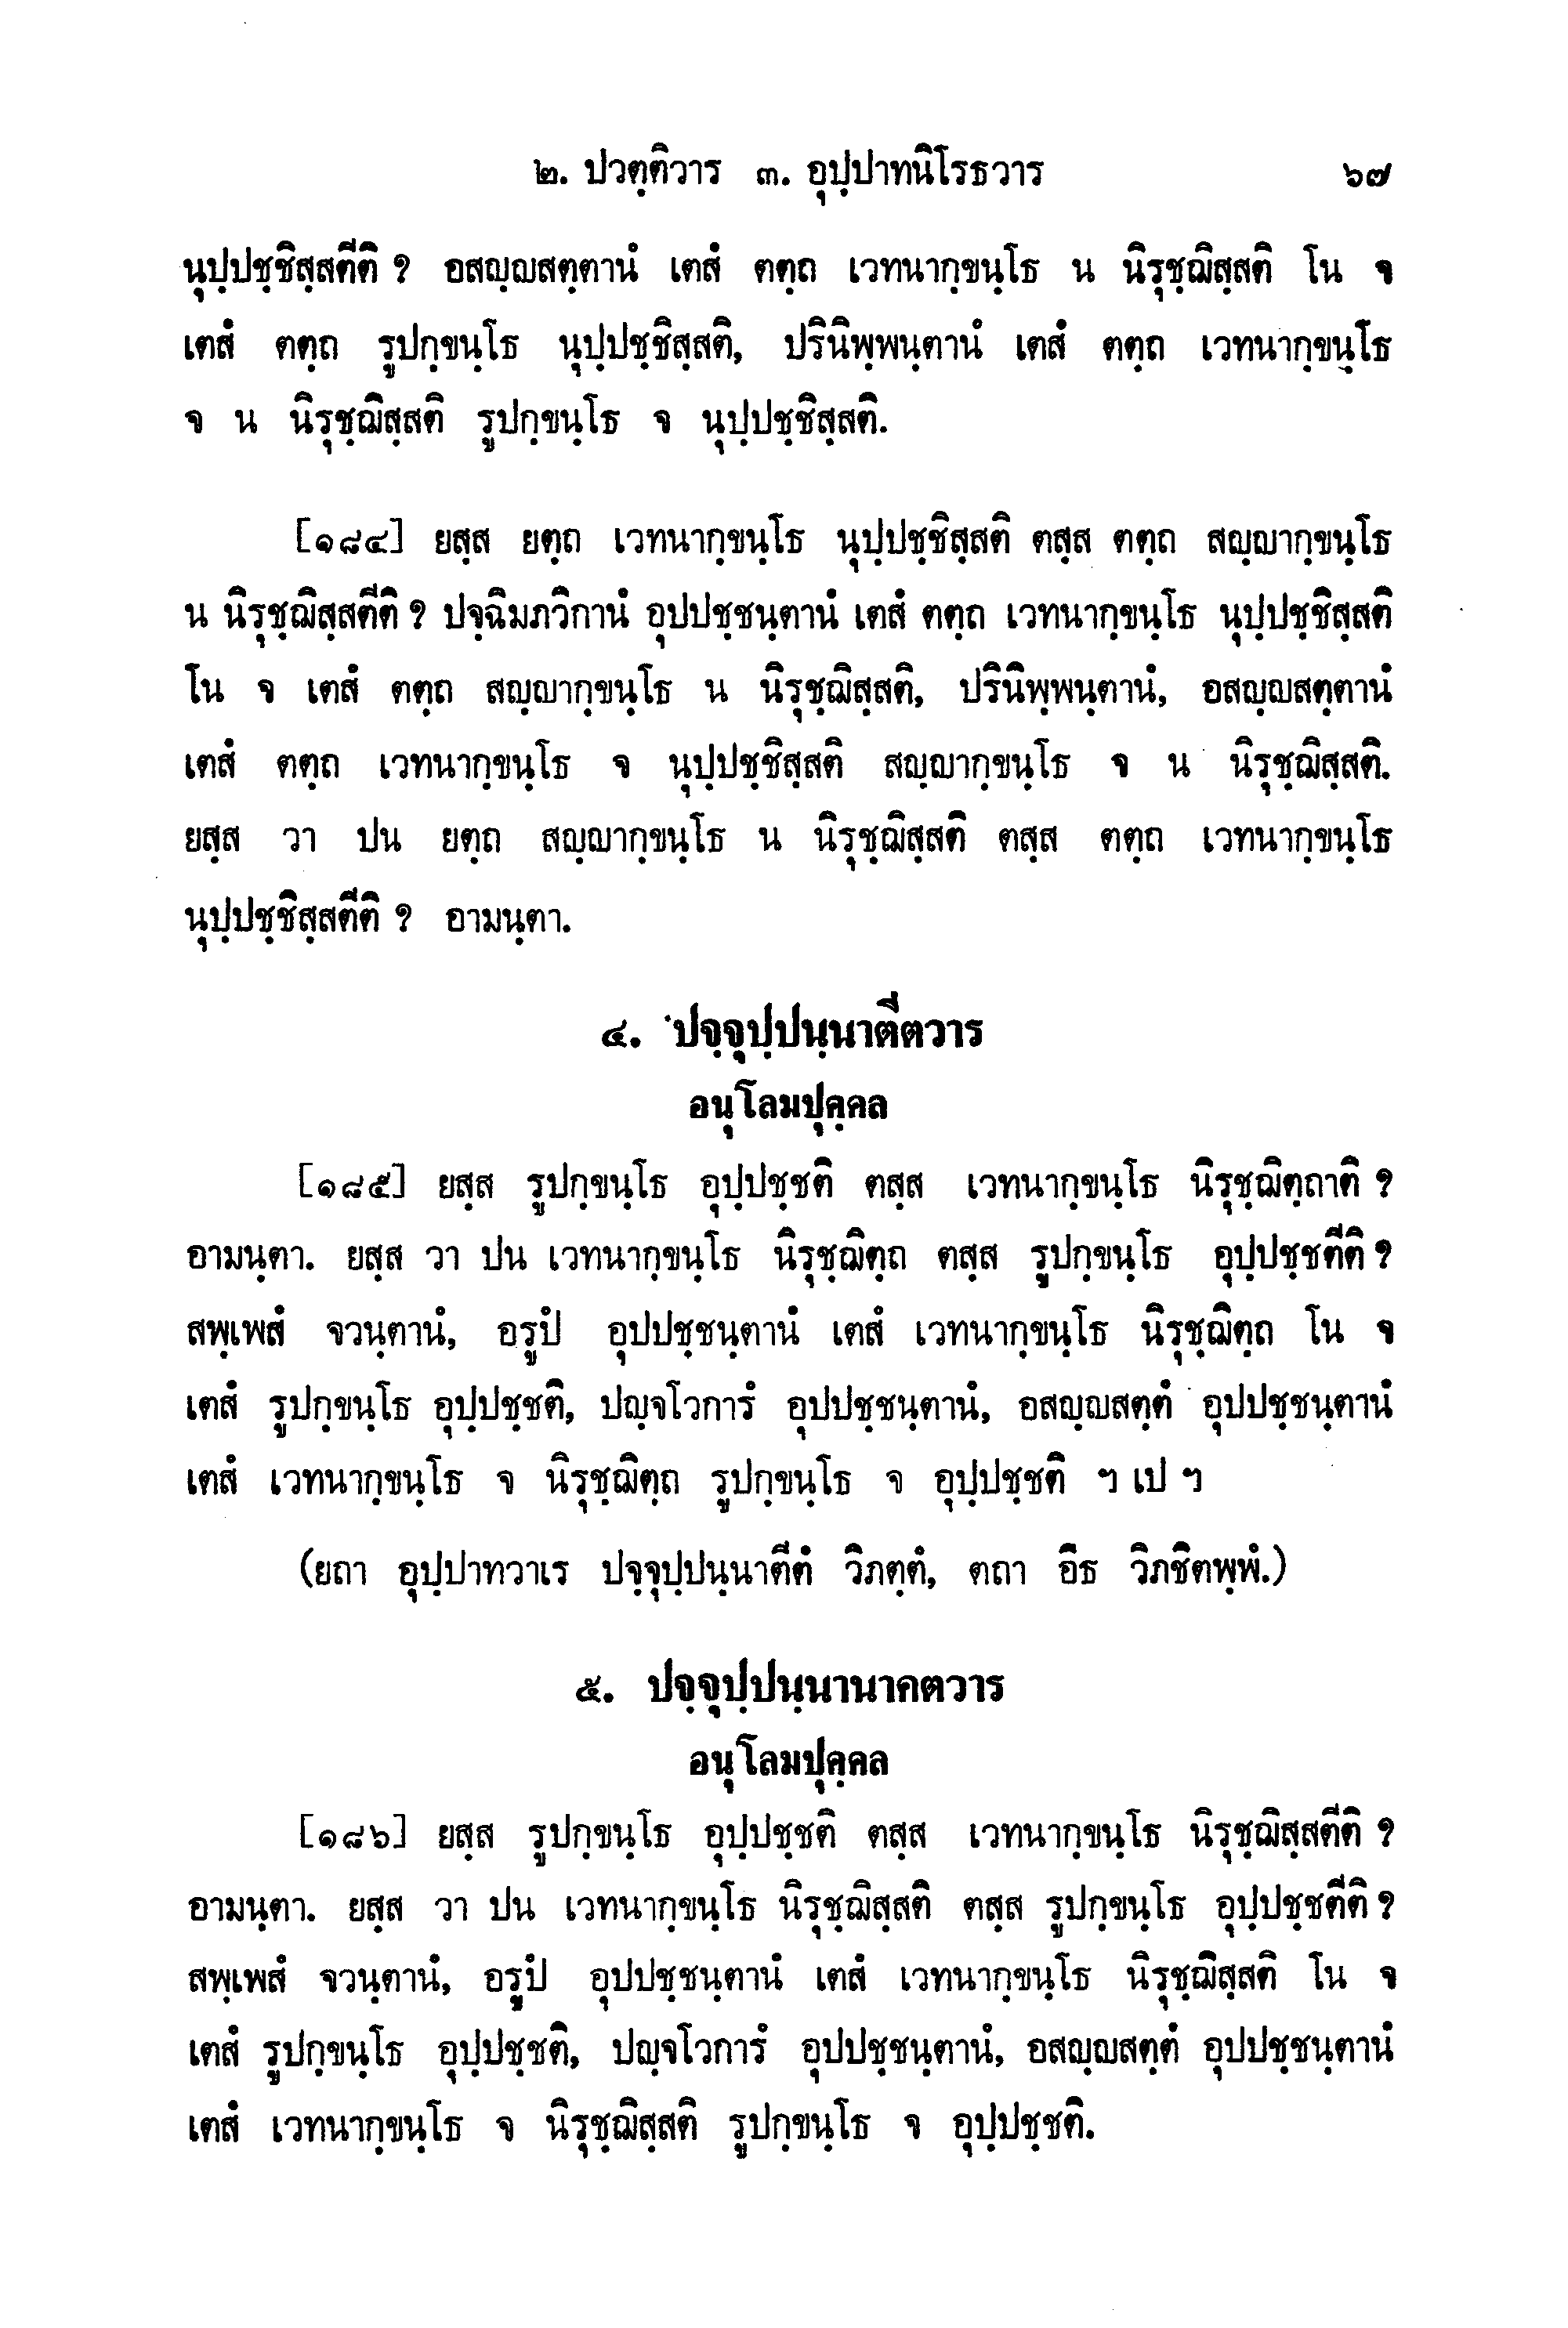 ๒. ปวตฺติวาร ๓. อุปฺปาทนิโรธวาร ๖๗
นุปฺปชฺชิสฺสตีติ ? อสญฺญสตฺตานํ เตสํ ตตฺถ เวทนากฺขนฺโธ น นิรุชฺฌิสฺสติ โน จ
เตสํ ตตฺถ รูปกฺขนฺโธ นุปฺปชฺชิสฺสติ, ปรินิพฺพนฺตานํ เตสํ ตตฺถ เวทนากฺขนฺโธ
จ น นิรุชฺฌิสฺสติ รูปกฺขนฺโธ จ นุปฺปชฺชิสฺสติ.
[๑๘๔] ยสฺส ยตฺถ เวทนากฺขนฺโธ นุปฺปชฺชิสฺสติ ตสฺส ตตฺถ สญฺญากฺขนฺโธ
น นิรุชฺฌิสฺสตีติ ? ปจฺฉิมภวิกานํ อุปปชฺชนฺตานํ เตสํ ตตฺถ เวทนากฺขนฺโธ นุปฺปชฺชิสฺสติ
โน จ เตสํ ตตฺถ สญฺญากฺขนฺโธ น นิรุชฺฌิสฺสติ, ปรินิพฺพนฺตานํ, อสญฺญสตฺตานํ
เตสํ ตตฺถ เวทนากฺขนฺโธ จ นุปฺปชฺชิสฺสติ สญฺญากฺขนฺโธ จ น นิรุชฺฌิสฺสติ.
ยสฺส วา ปน ยตฺถ สญฺญากฺขนฺโธ น นิรุชฺฌิสฺสติ ตสฺส ตตฺถ เวทนากฺขนฺโธ
นุปฺปชฺชิสฺสตีติ ? อามนฺตา.
๔. ปจฺจุปฺปนฺนาตีตวาร
อนุโลมปุคฺคล
[๑๘๕] ยสฺส รูปกฺขนฺโธ อุปฺปชฺชติ ตสฺส เวทนากฺขนฺโธ นิรุชฺฌิตฺถาติ ?
อามนฺตา. ยสฺส วา ปน เวทนากฺขนฺโธ นิรุชฺฌิตฺถ ตสฺส รูปกฺขนฺโธ อุปฺปชฺชตีติ ?
สพฺเพสํ จวนฺตานํ, อรูปํ อุปปชฺชนฺตานํ เตสํ เวทนากฺขนฺโธ นิรุชฺฌิตฺถ โน จ
เตสํ รูปกฺขนฺโธ อุปฺปชฺชติ, ปญฺจโวการํ อุปปชฺชนฺตานํ, อสญฺญสตฺตํ อุปปชฺชนฺตานํ
เตสํ เวทนากฺขนฺโธ จ นิรุชฺฌิตฺถ รูปกฺขนฺโธ จ อุปฺปชฺชติ ฯ เป ฯ
(ยถา อุปฺปาทวาเร ปจฺจุปฺปนฺนาตีตํ วิภตฺตํ, ตถา อิธ วิภชิตพฺพํ.)
๕. ปจฺจุปฺปนฺนานาคตวาร
อนุโลมปุคฺคล
[๑๘๖] ยสฺส รูปกฺขนฺโธ อุปฺปชฺชติ ตสฺส เวทนากฺขนฺโธ นิรุชฺฌิสฺสตีติ ?
อามนฺตา. ยสฺส วา ปน เวทนากฺขนฺโธ นิรุชฺฌิสฺสติ ตสฺส รูปกฺขนฺโธ อุปฺปชฺชตีติ ?
สพฺเพสํ จวนฺตานํ, อรูปํ อุปปชฺชนฺตานํ เตสํ เวทนากฺขนฺโธ นิรุชฺฌิสฺสติ โน จ
เตสํ รูปกฺขนฺโธ อุปฺปชฺชติ, ปญฺจโวการํ อุปปชฺชนฺตานํ, อสญฺญสตฺตํ อุปปชฺชนฺตานํ
เตสํ เวทนากฺขนฺโธ จ นิรุชฺฌิสฺสติ รูปกฺขนฺโธ จ อุปฺปชฺชติ.